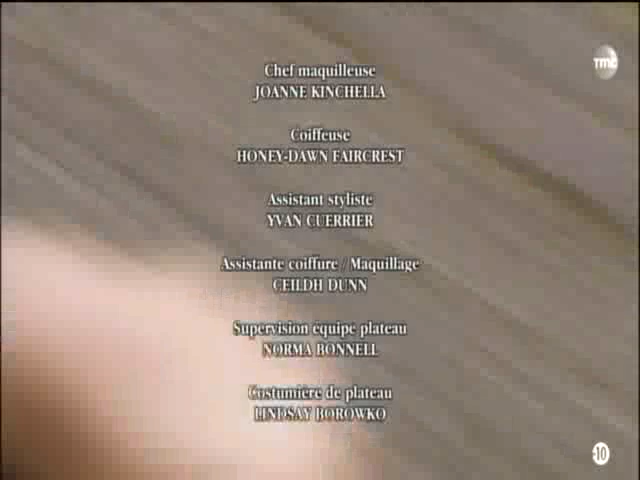 TMC
Chef maquilleuse
JOANNE KINCHELLA
Coiffeuse
HONEY-DAWN FAIRCREST
Assistant styliste
YVAN CUERRIER
Assistante coiffure / Maquillage
CEILDH DUNN
Supervision équipe plateau
NORMA BONNELL
Costumière de plateau
LINDSAY BOROWKO
-10